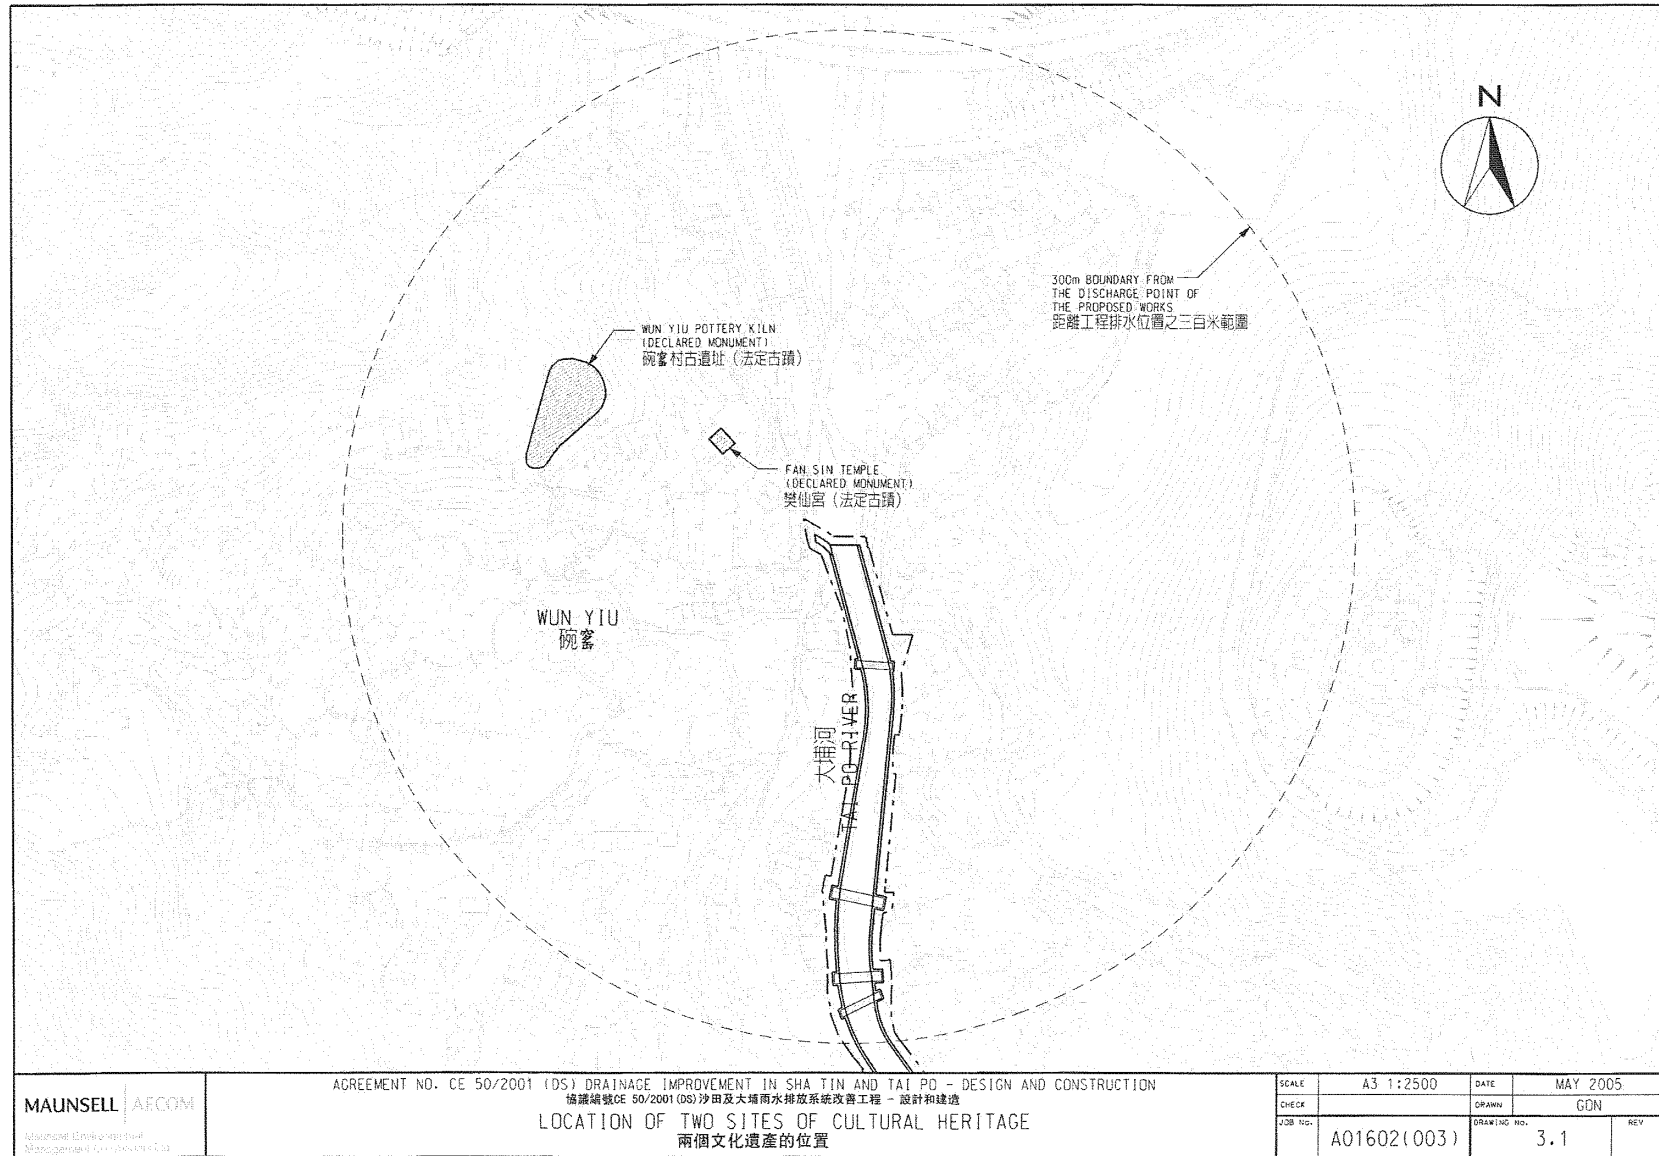 N
300m BOUNDARY FROM
THE DISCHARGE POINT OF
THE PROPOSED WORKS
距離工程排水位置之三百米範圍
WUN YIU POTTERY KILN
(DECLARED MONUMENT)
碗窰村古遺址 (法定古蹟)
FAN SIN TEMPLE
(DECLARED MONUMENT)
樊仙宮 (法定古蹟)
WUN YIU
碗窰
大埔河
TAI PO RIVER
MAUNSELL AECOM
Maunsell Environmental
Management Consultants Ltd
AGREEMENT NO. CE 50/2001 (DS) DRAINAGE IMPROVEMENT IN SHA TIN AND TAI PO - DESIGN AND CONSTRUCTION
協議編號CE 50/2001(DS)沙田及大埔雨水排放系統改善工程 - 設計和建造
LOCATION OF TWO SITES OF CULTURAL HERITAGE
兩個文化遺產的位置
SCALE A3 1:2500 DATE MAY 2005
CHECK DRAWN GDN
JOB No. A01602(003) DRAWING No. 3.1 REV